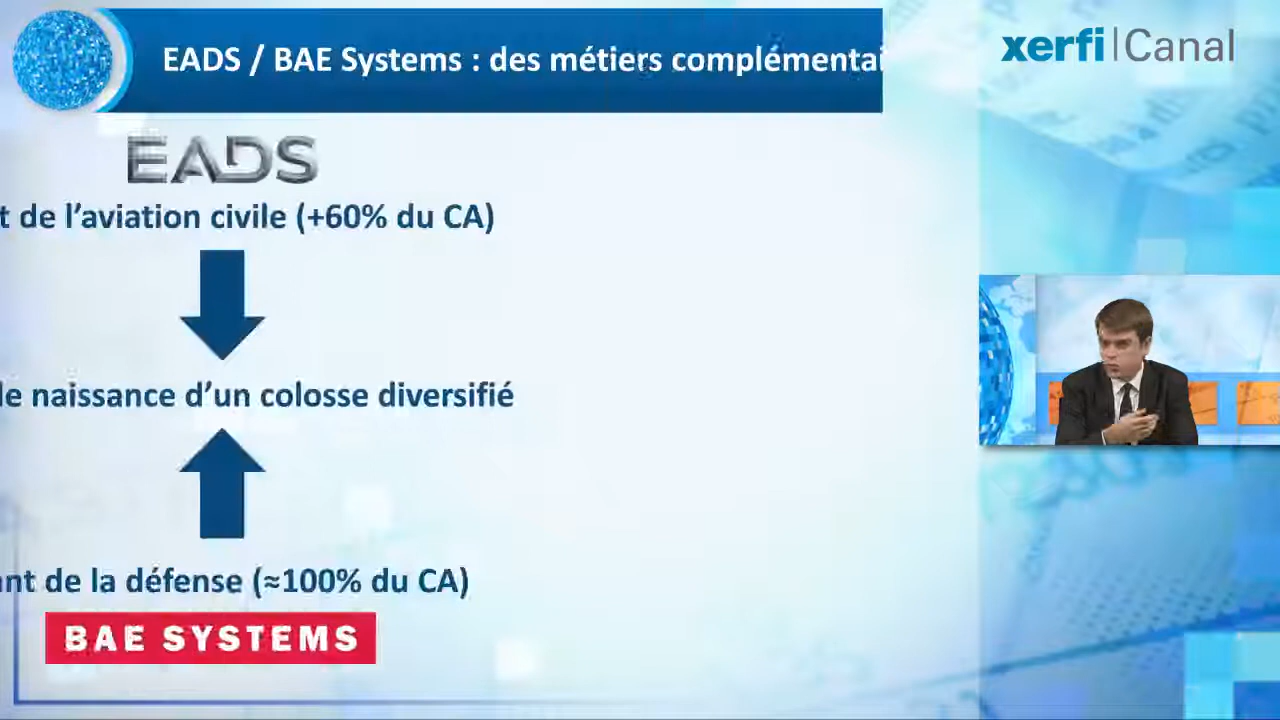 EADS / BAE Systems : des métiers complémentai
xerfi|Canal
EADS
t de l'aviation civile (+60% du CA)
le naissance d'un colosse diversifié
ant de la défense (≈100% du CA)
BAE SYSTEMS